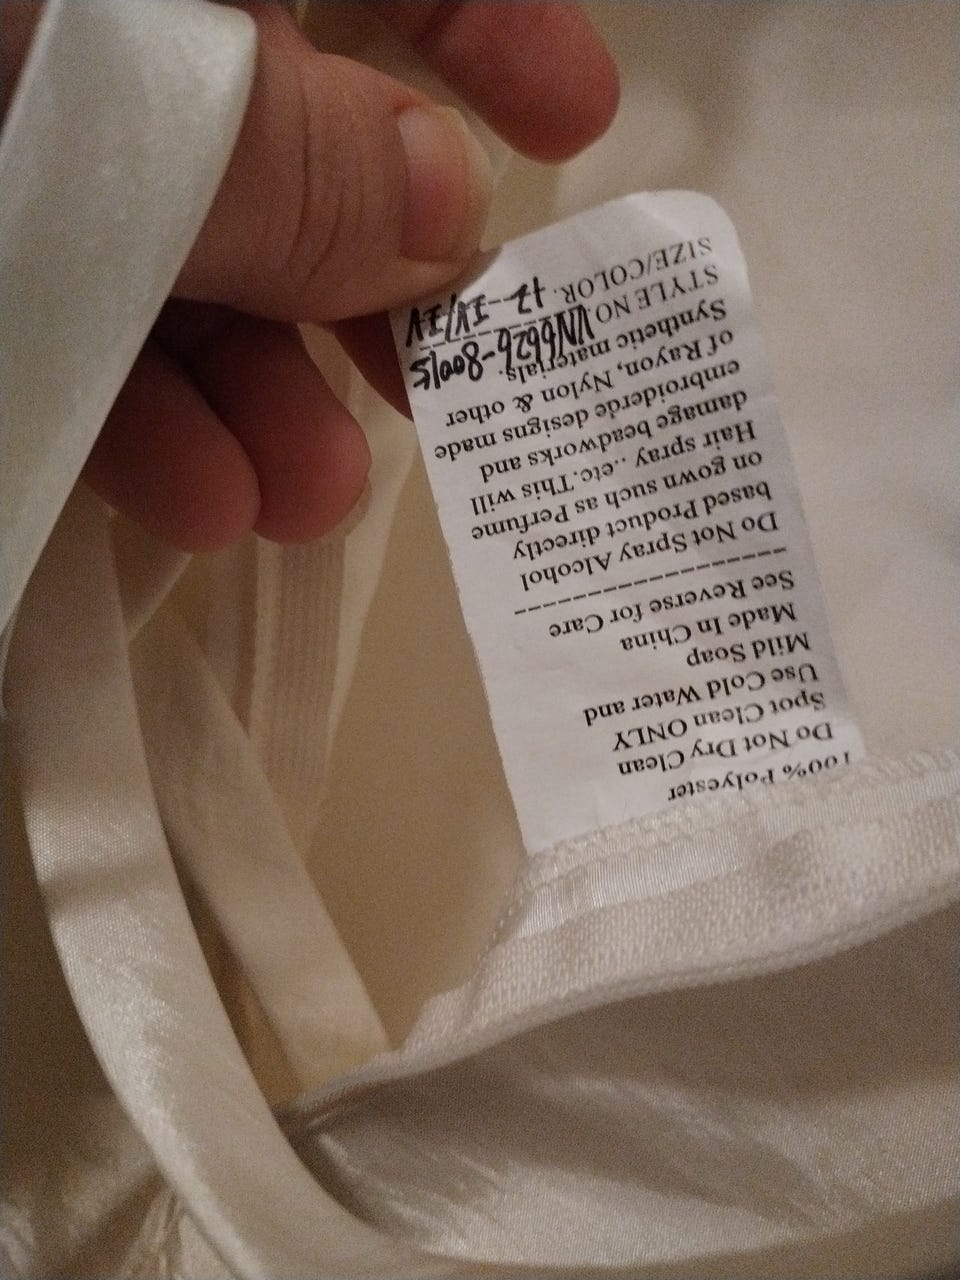 100% Polyester
Do Not Dry Clean
Spot Clean ONLY
Use Cold Water and
Mild Soap
Made In China
See Reverse for Care
------------------
Do Not Spray Alcohol
based Product directly
on gown such as Perfume
Hair spray ..etc.This will
damage beadworks and
embroiderde designs made
of Rayon, Nylon & other
Synthetic materials.
STYLE NO VN6626-8001S
SIZE/COLOR. IV/IV